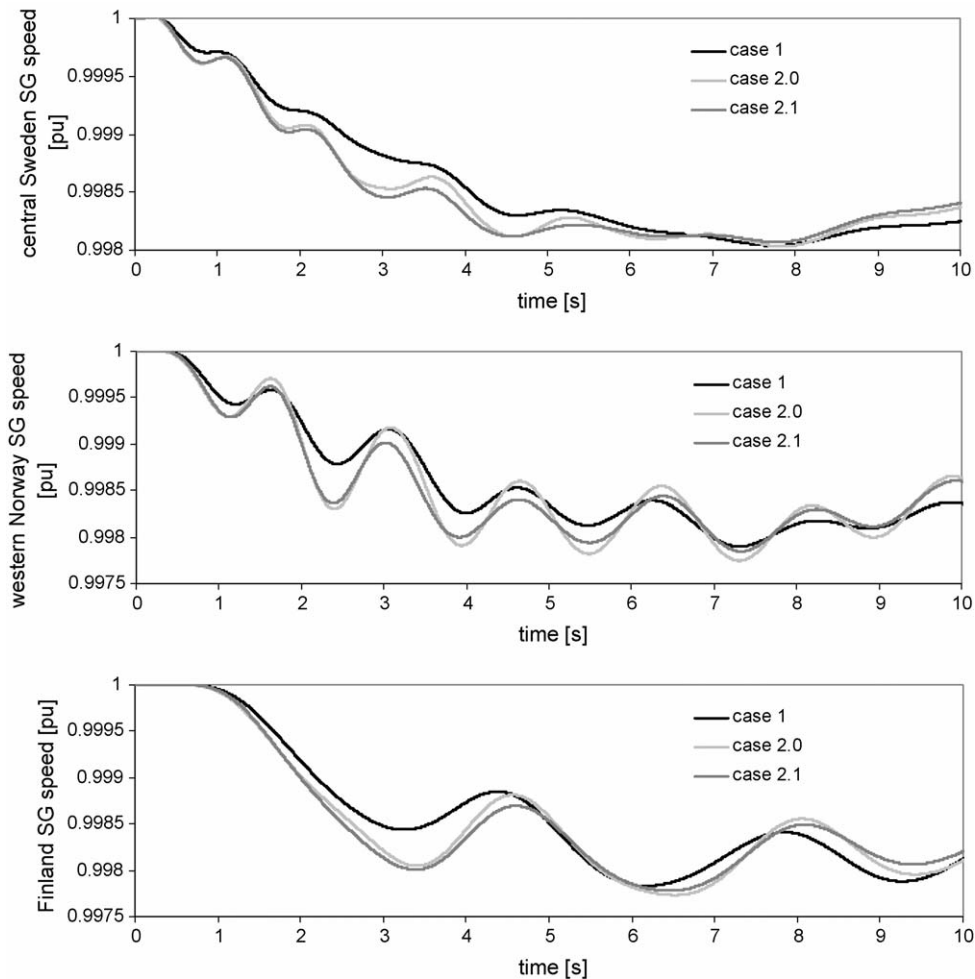 central Sweden SG speed
[pu]
1
0.9995
0.999
0.9985
0.998
case 1
case 2.0
case 2.1
0 1 2 3 4 5 6 7 8 9 10
time [s]
western Norway SG speed
[pu]
1
0.9995
0.999
0.9985
0.998
0.9975
case 1
case 2.0
case 2.1
0 1 2 3 4 5 6 7 8 9 10
time [s]
Finland SG speed [pu]
1
0.9995
0.999
0.9985
0.998
0.9975
case 1
case 2.0
case 2.1
0 1 2 3 4 5 6 7 8 9 10
time [s]